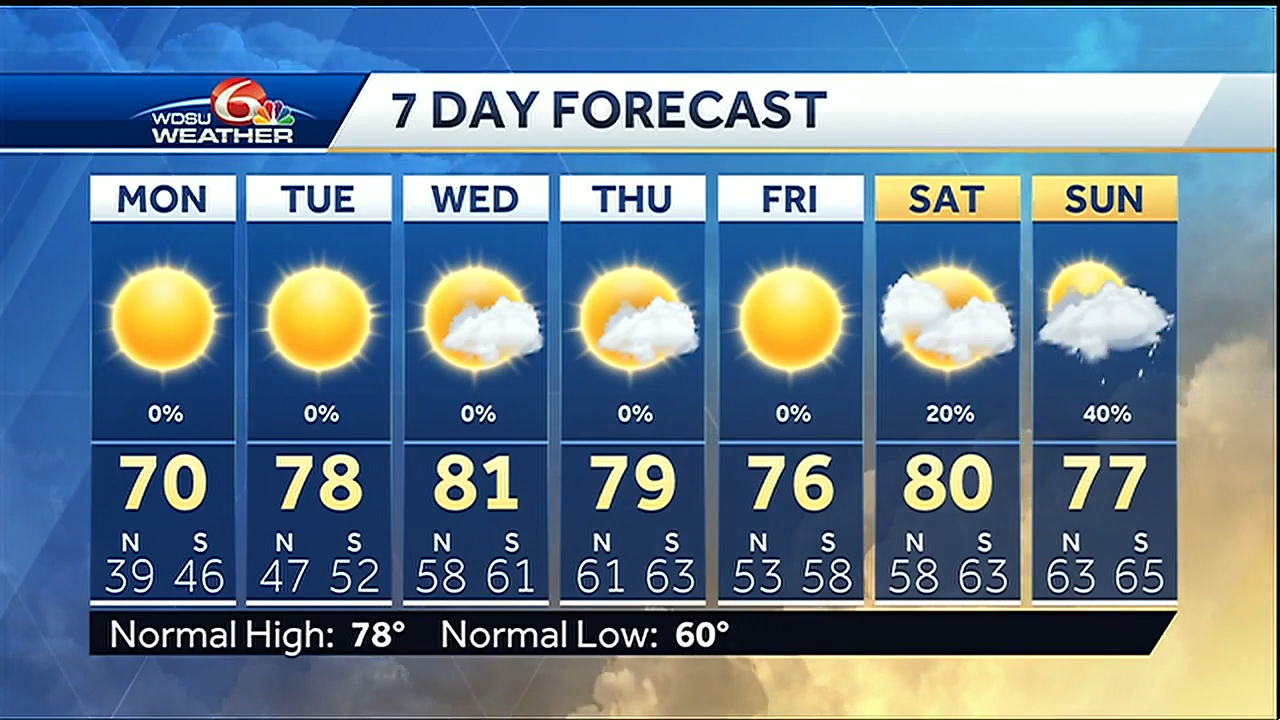 WDSU 6
WEATHER
7 DAY FORECAST
MON TUE WED THU FRI SAT SUN
0% 0% 0% 0% 0% 20% 40%
70 78 81 79 76 80 77
N S N S N S N S N S N S N S
39 46 47 52 58 61 61 63 53 58 58 63 63 65
Normal High: 78° Normal Low: 60°